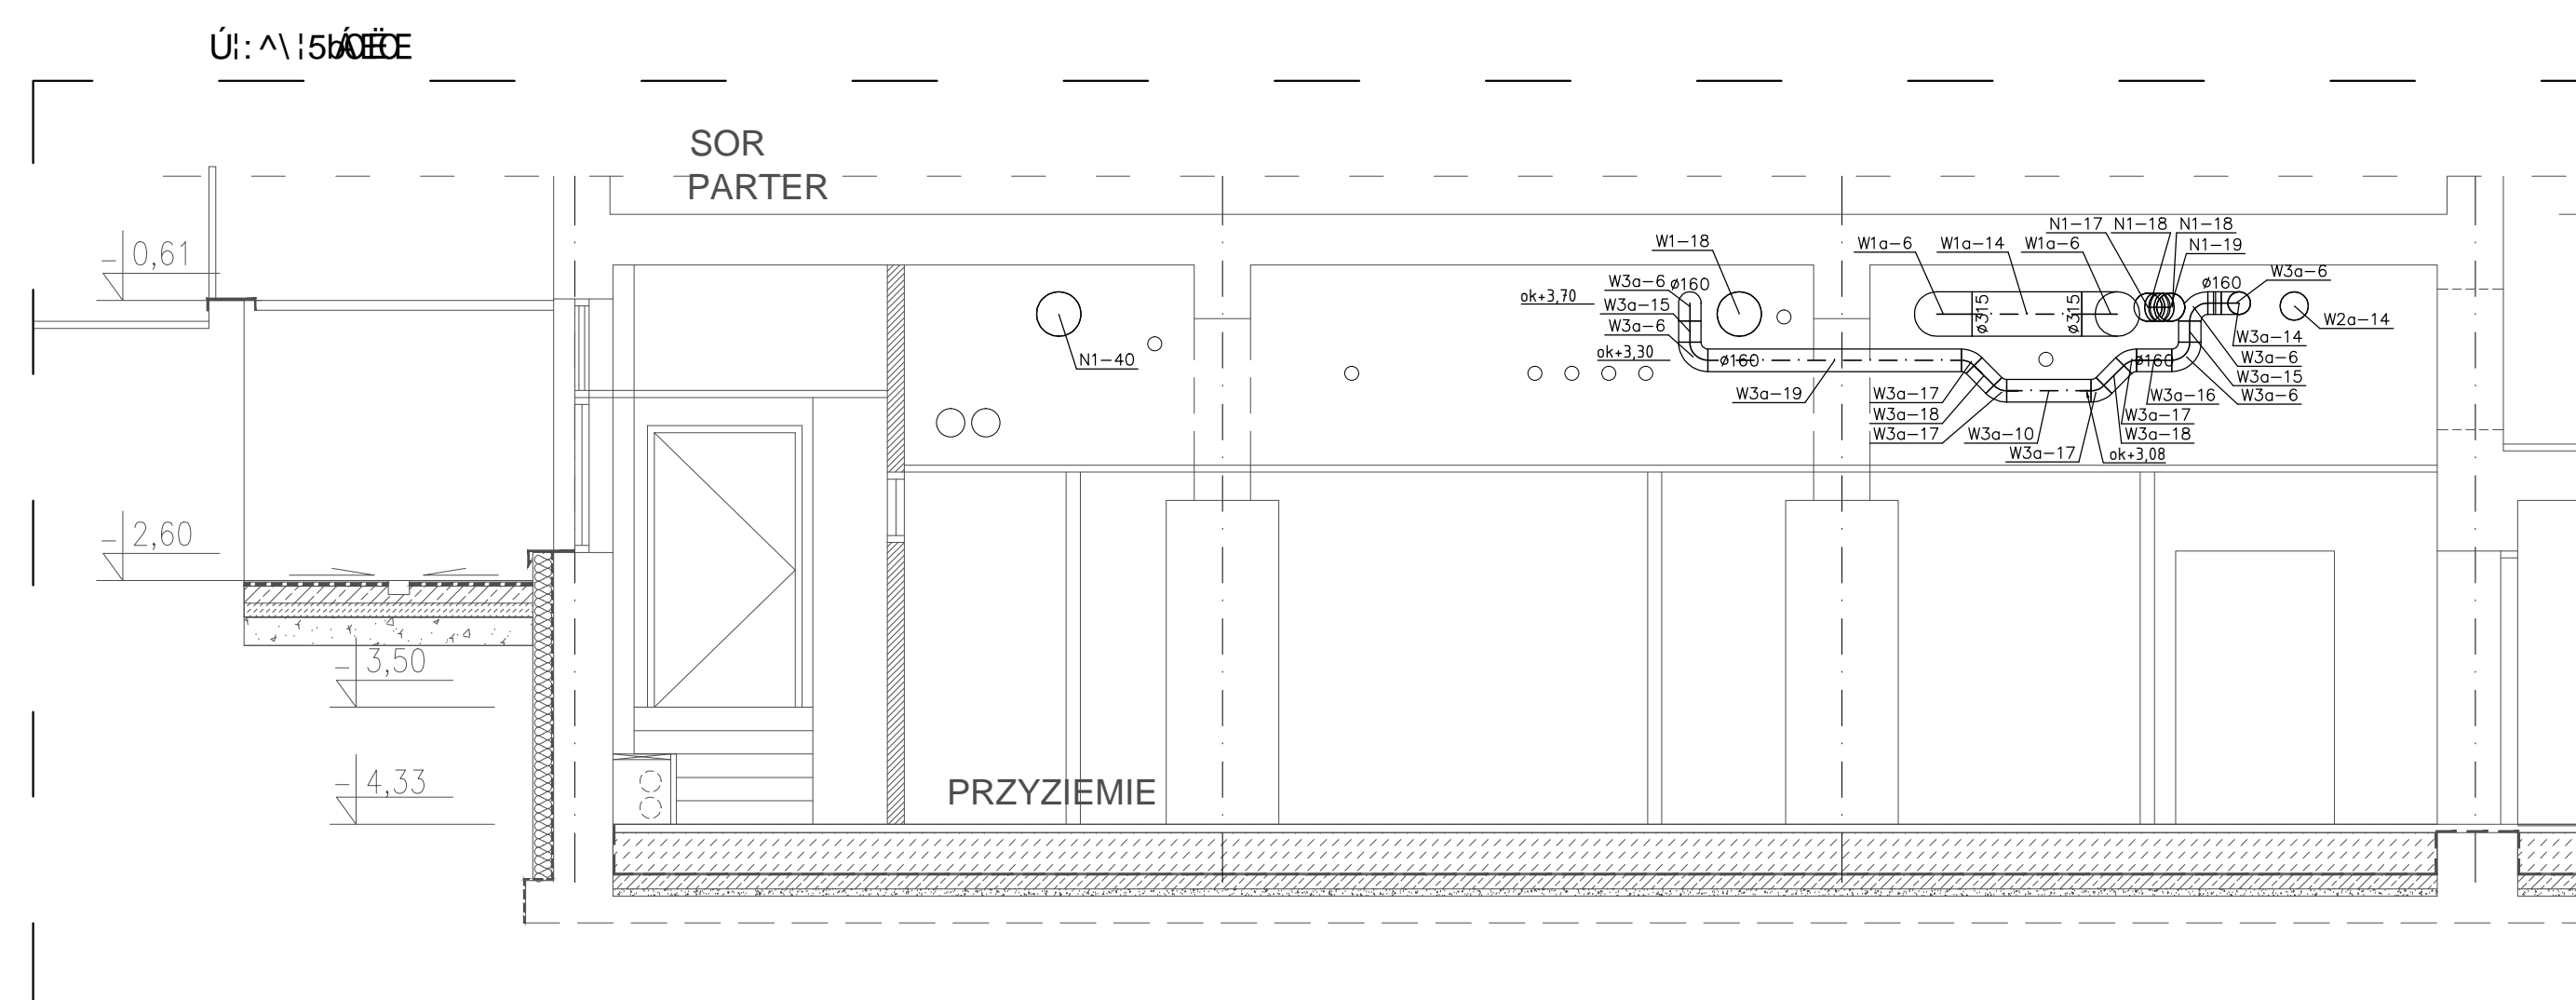 Ú¦:^\¦5
SOR
PARTER
- 0,61
N1-17 N1-18 N1-18
W1-18 W1a-6 W1a-14 W1a-6 N1-19
W3a-6 ø160 ø160 W3a-6
ok+3,70 W3a-15 ø315 ø315
W3a-6 W2a-14
W3a-14
ok+3,30 ø160 ø160 W3a-6
N1-40
W3a-15
W3a-19 W3a-17 W3a-16 W3a-6
W3a-18 W3a-17
W3a-17 W3a-10 W3a-18
W3a-17 ok+3,08
- 2,60
- 3,50
- 4,33
PRZYZIEMIE